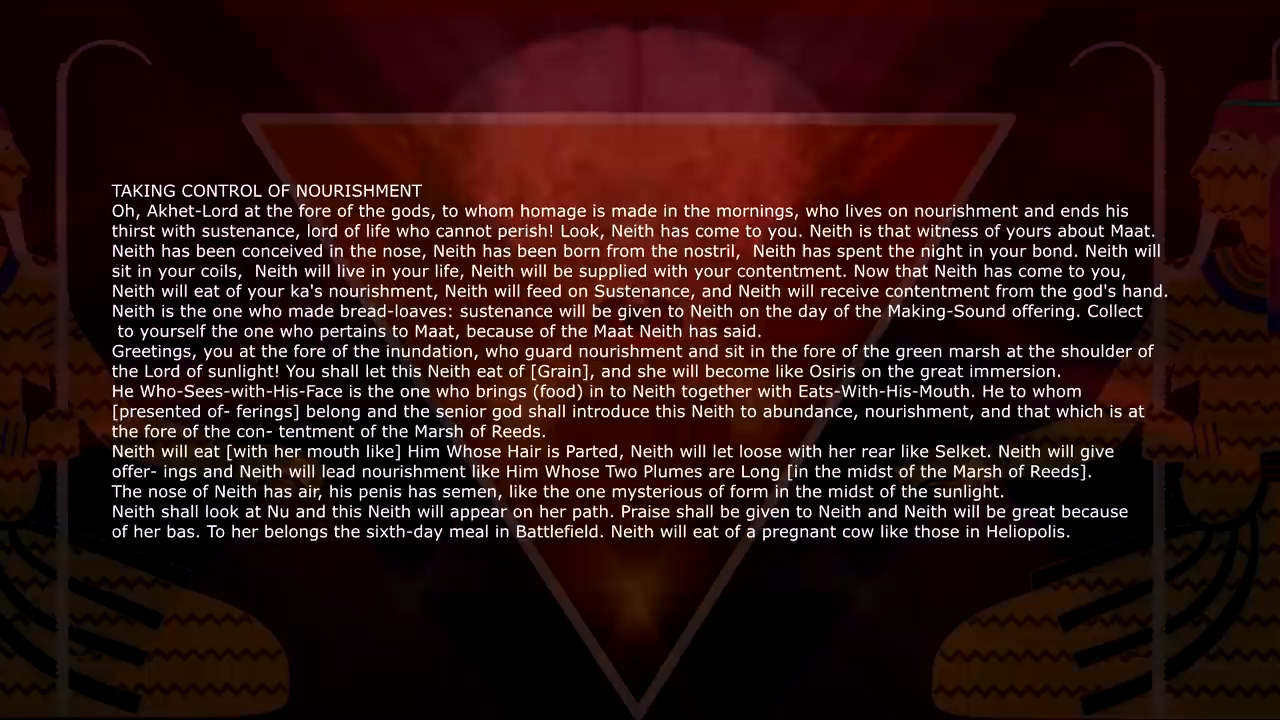 TAKING CONTROL OF NOURISHMENT
Oh, Akhet-Lord at the fore of the gods, to whom homage is made in the mornings, who lives on nourishment and ends his
thirst with sustenance, lord of life who cannot perish! Look, Neith has come to you. Neith is that witness of yours about Maat.
Neith has been conceived in the nose, Neith has been born from the nostril,  Neith has spent the night in your bond. Neith will
sit in your coils,  Neith will live in your life, Neith will be supplied with your contentment. Now that Neith has come to you,
Neith will eat of your ka's nourishment, Neith will feed on Sustenance, and Neith will receive contentment from the god's hand.
Neith is the one who made bread-loaves: sustenance will be given to Neith on the day of the Making-Sound offering. Collect
to yourself the one who pertains to Maat, because of the Maat Neith has said.
Greetings, you at the fore of the inundation, who guard nourishment and sit in the fore of the green marsh at the shoulder of
the Lord of sunlight! You shall let this Neith eat of [Grain], and she will become like Osiris on the great immersion.
He Who-Sees-with-His-Face is the one who brings (food) in to Neith together with Eats-With-His-Mouth. He to whom
[presented of- ferings] belong and the senior god shall introduce this Neith to abundance, nourishment, and that which is at
the fore of the con- tentment of the Marsh of Reeds.
Neith will eat [with her mouth like] Him Whose Hair is Parted, Neith will let loose with her rear like Selket. Neith will give
offer- ings and Neith will lead nourishment like Him Whose Two Plumes are Long [in the midst of the Marsh of Reeds].
The nose of Neith has air, his penis has semen, like the one mysterious of form in the midst of the sunlight.
Neith shall look at Nu and this Neith will appear on her path. Praise shall be given to Neith and Neith will be great because
of her bas. To her belongs the sixth-day meal in Battlefield. Neith will eat of a pregnant cow like those in Heliopolis.